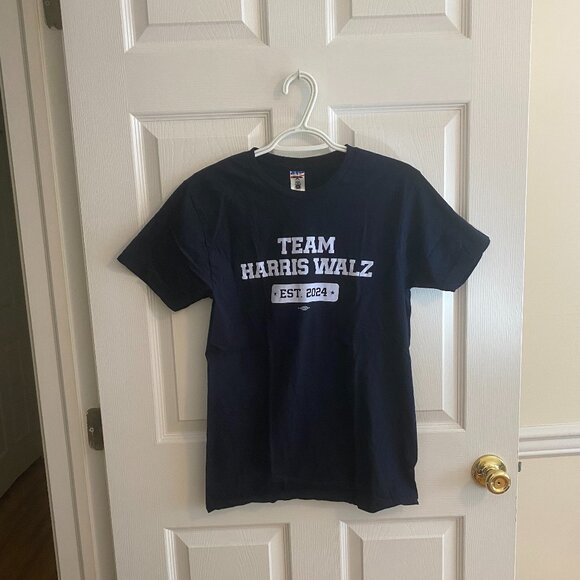 TEAM
HARRIS WALZ
★ EST. 2024 ★